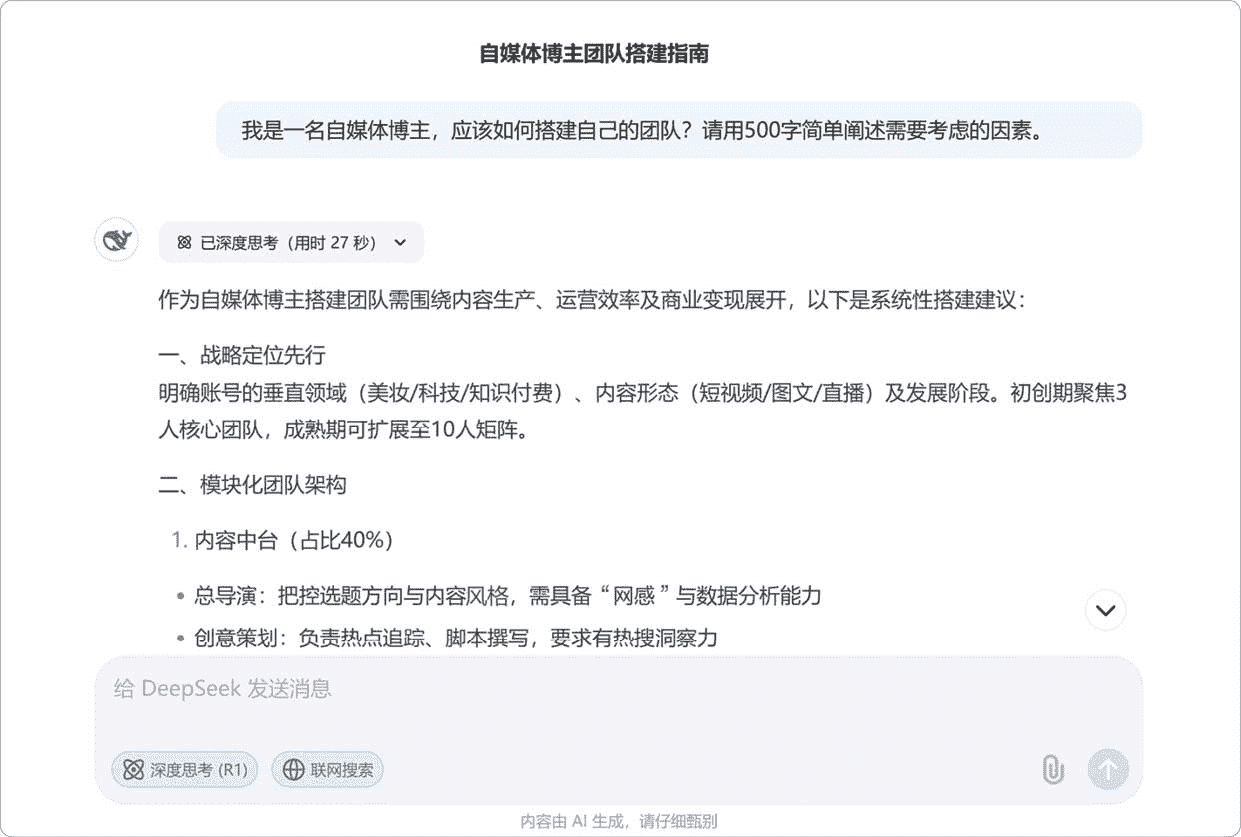 自媒体博主团队搭建指南
我是一名自媒体博主，应该如何搭建自己的团队？请用500字简单阐述需要考虑的因素。
已深度思考（用时 27 秒）
作为自媒体博主搭建团队需围绕内容生产、运营效率及商业变现展开，以下是系统性搭建建议：
一、战略定位先行
明确账号的垂直领域（美妆/科技/知识付费）、内容形态（短视频/图文/直播）及发展阶段。初创期聚焦3
人核心团队，成熟期可扩展至10人矩阵。
二、模块化团队架构
1. 内容中台（占比40%）
• 总导演：把控选题方向与内容风格，需具备“网感”与数据分析能力
• 创意策划：负责热点追踪、脚本撰写，要求有热搜洞察力
给 DeepSeek 发送消息
深度思考 (R1) 联网搜索
内容由 AI 生成，请仔细甄别